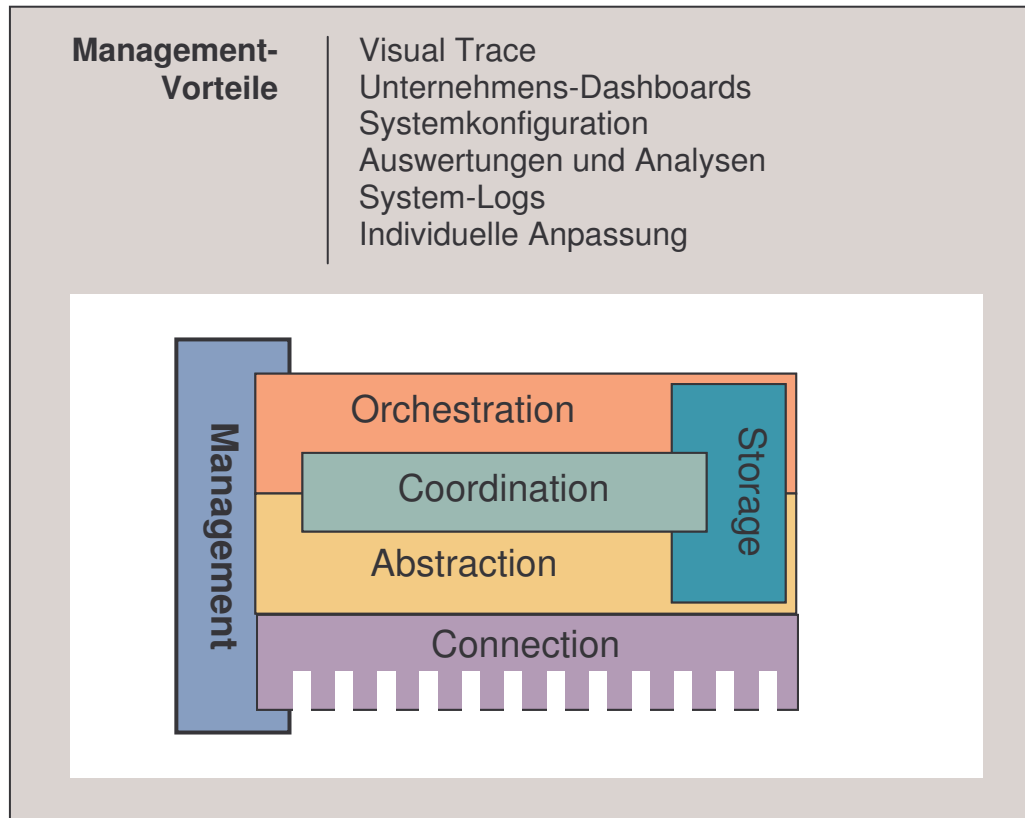 Management-
Vorteile
Visual Trace
Unternehmens-Dashboards
Systemkonfiguration
Auswertungen und Analysen
System-Logs
Individuelle Anpassung
Management
Orchestration
Storage
Coordination
Abstraction
Connection